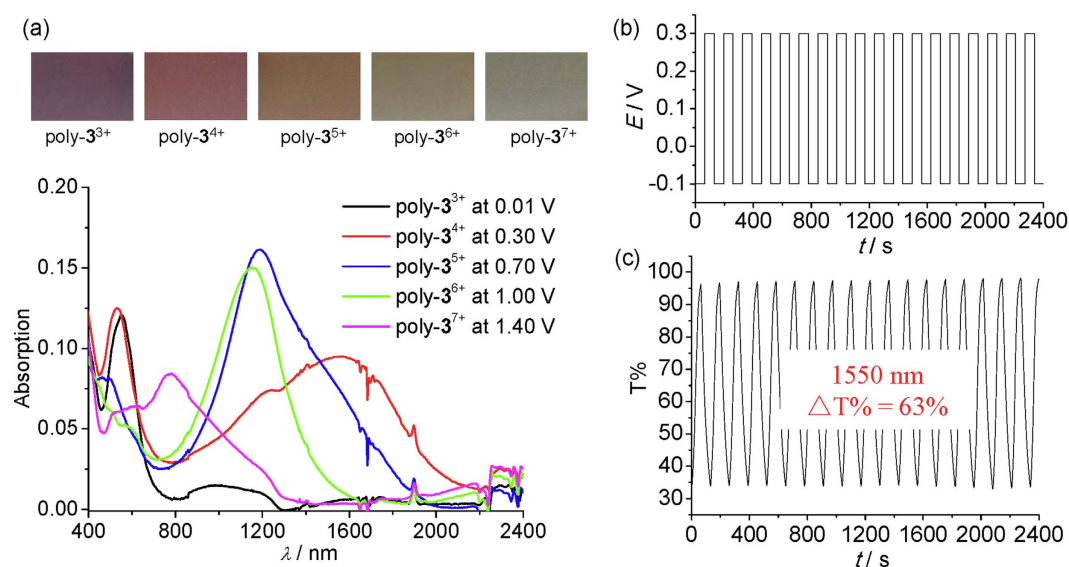 (a)
poly-3³⁺ poly-3⁴⁺ poly-3⁵⁺ poly-3⁶⁺ poly-3⁷⁺
0.20
0.15
0.10
0.05
0.00
Absorption
poly-3³⁺ at 0.01 V
poly-3⁴⁺ at 0.30 V
poly-3⁵⁺ at 0.70 V
poly-3⁶⁺ at 1.00 V
poly-3⁷⁺ at 1.40 V
400 800 1200 1600 2000 2400
λ / nm
(b)
0.3
0.2
0.1
0.0
-0.1
E / V
0 400 800 1200 1600 2000 2400
t / s
(c)
100
90
80
70
60
50
40
30
T%
1550 nm
△T% = 63%
0 400 800 1200 1600 2000 2400
t / s